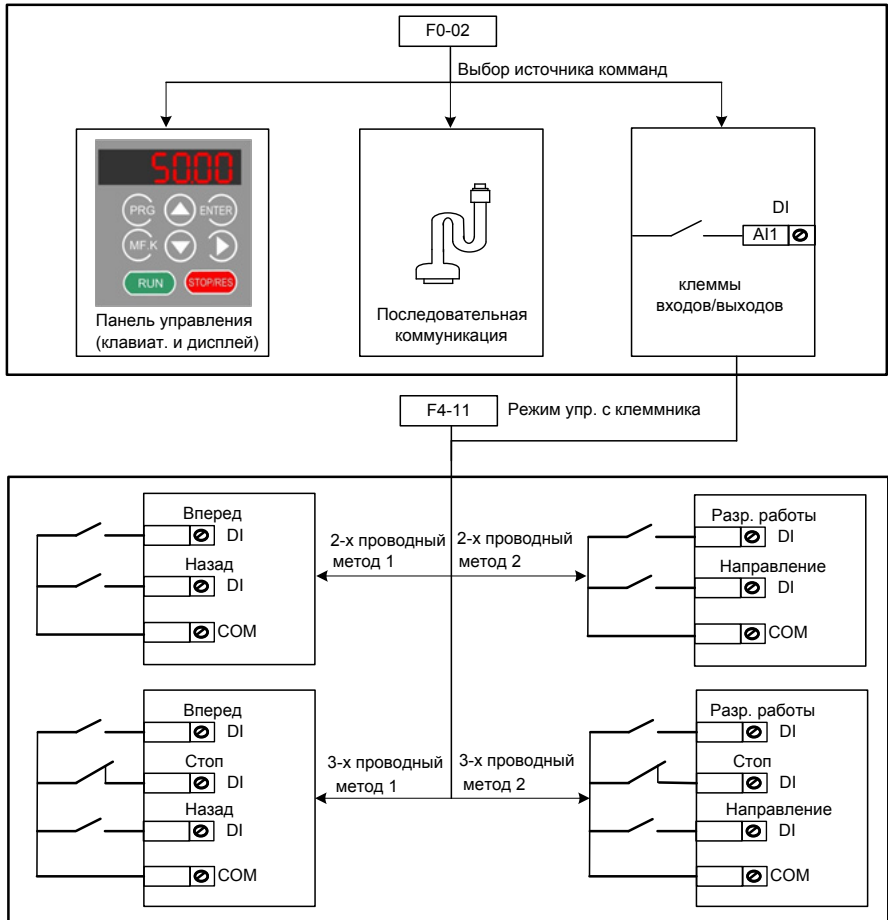 F0-02
Выбор источника комманд
50.00
PRG
ENTER
MF.K
RUN
STOP/RES
Панель управления
(клавиат. и дисплей)
Последовательная
коммуникация
DI
AI1
клеммы
входов/выходов
F4-11
Режим упр. с клеммника
Вперед
DI
Назад
DI
COM
2-х проводный
метод 1
2-х проводный
метод 2
Разр. работы
DI
Направление
DI
COM
Вперед
DI
Стоп
DI
Назад
DI
COM
3-х проводный
метод 1
3-х проводный
метод 2
Разр. работы
DI
Стоп
DI
Направление
DI
COM